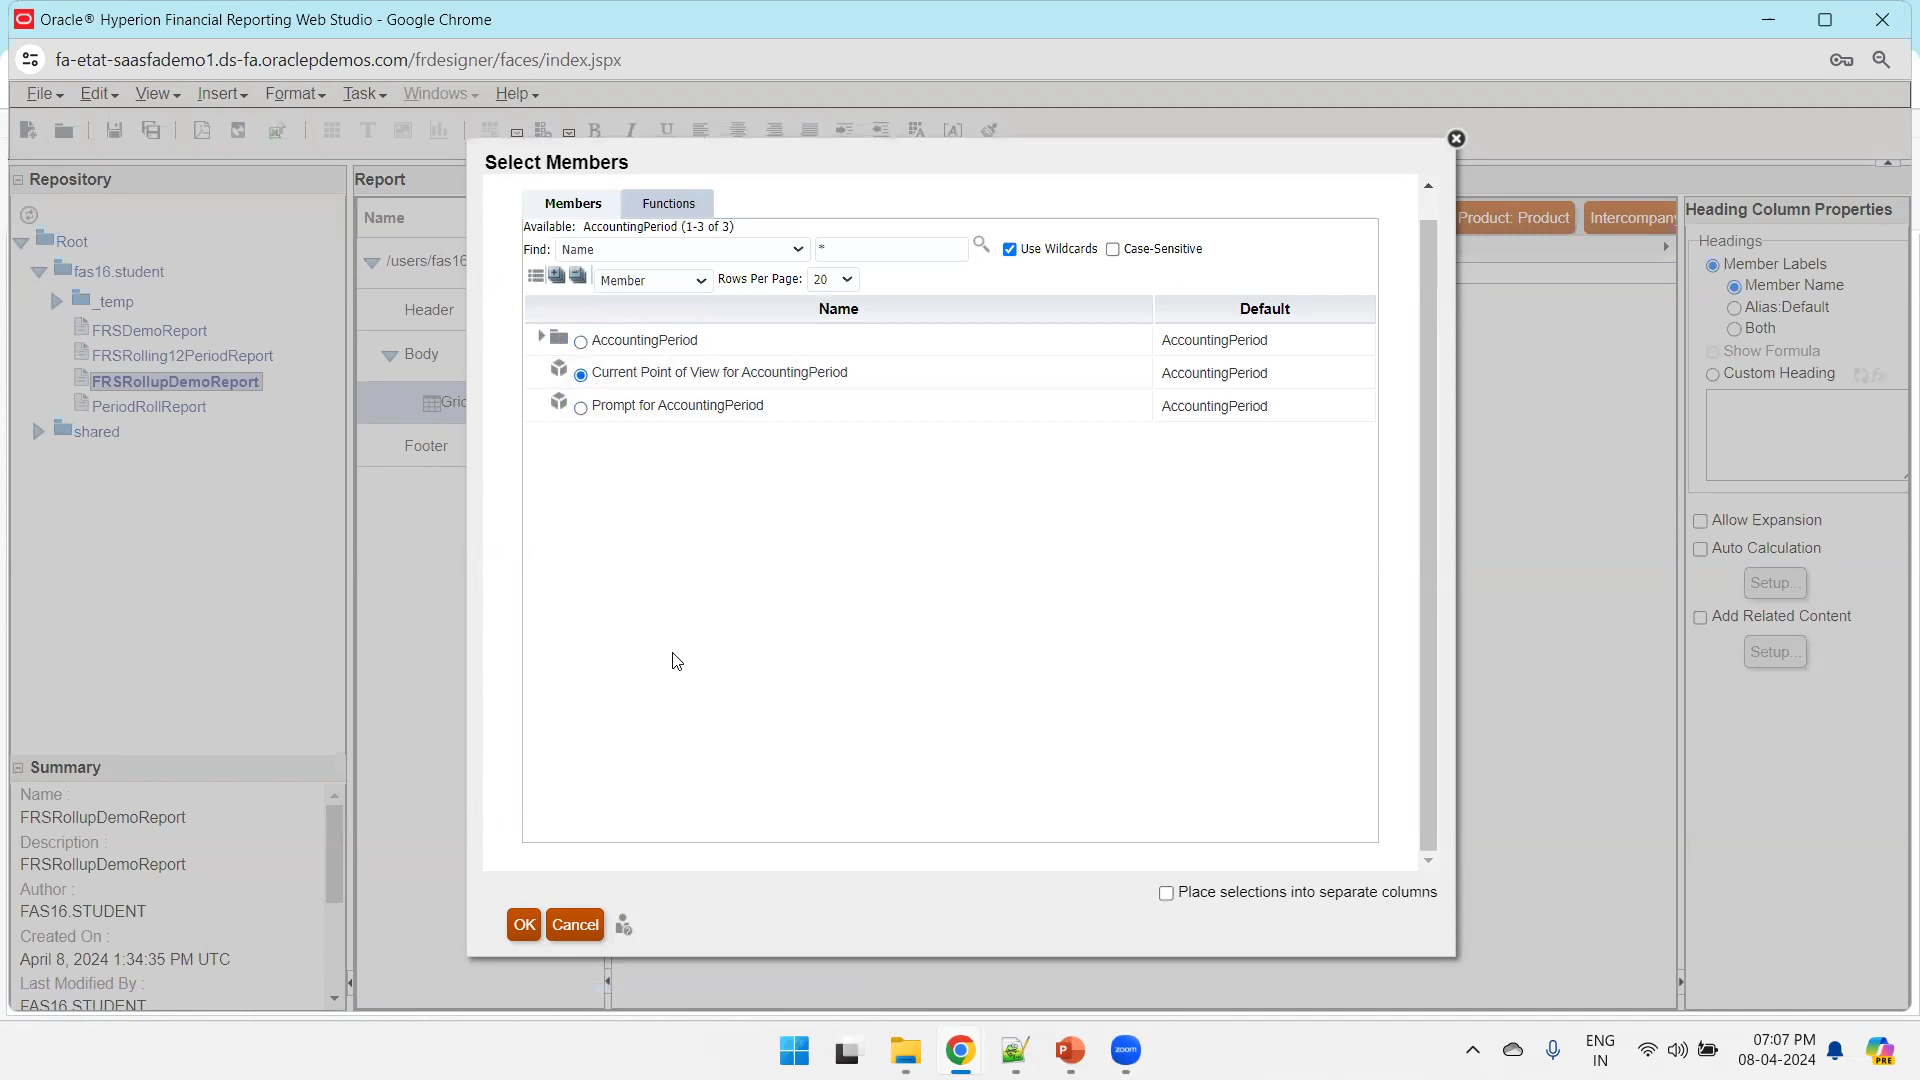 Oracle® Hyperion Financial Reporting Web Studio - Google Chrome
fa-etat-saasfademo1.ds-fa.oraclepdemos.com/frdesigner/faces/index.jspx
File Edit View Insert Format Task Windows Help
Repository
Root
fas16.student
_temp
FRSDemoReport
FRSRolling12PeriodReport
FRSRollupDemoReport
PeriodRollReport
shared
Summary
Name :
FRSRollupDemoReport
Description :
FRSRollupDemoReport
Author :
FAS16.STUDENT
Created On :
April 8, 2024 1:34:35 PM UTC
Last Modified By :
FAS16.STUDENT
Report
Name
/users/fas16
Header
Body
Grid
Footer
Select Members
Members Functions
Available: AccountingPeriod (1-3 of 3)
Find: Name * Use Wildcards Case-Sensitive
Member Rows Per Page: 20
Name Default
AccountingPeriod AccountingPeriod
Current Point of View for AccountingPeriod AccountingPeriod
Prompt for AccountingPeriod AccountingPeriod
Place selections into separate columns
OK Cancel
Product: Product Intercompany
Heading Column Properties
Headings
Member Labels
Member Name
Alias:Default
Both
Show Formula
Custom Heading
Allow Expansion
Auto Calculation
Setup...
Add Related Content
Setup...
zoom
ENG
IN
07:07 PM
08-04-2024
PRE